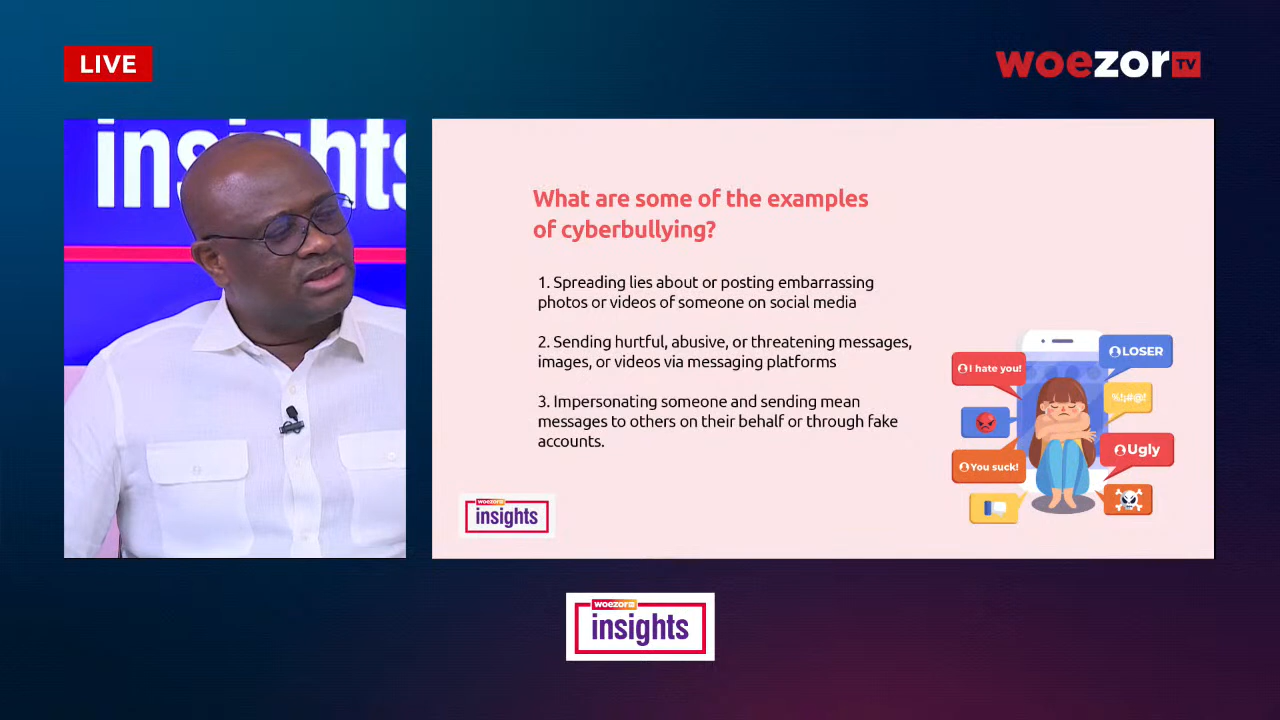 LIVE
woezor TV
insights
What are some of the examples
of cyberbullying?
1. Spreading lies about or posting embarrassing
photos or videos of someone on social media
2. Sending hurtful, abusive, or threatening messages,
images, or videos via messaging platforms
3. Impersonating someone and sending mean
messages to others on their behalf or through fake
accounts.
I hate you!
LOSER
%!¡#@!
You suck!
Ugly
woezor
insights
woezor
insights